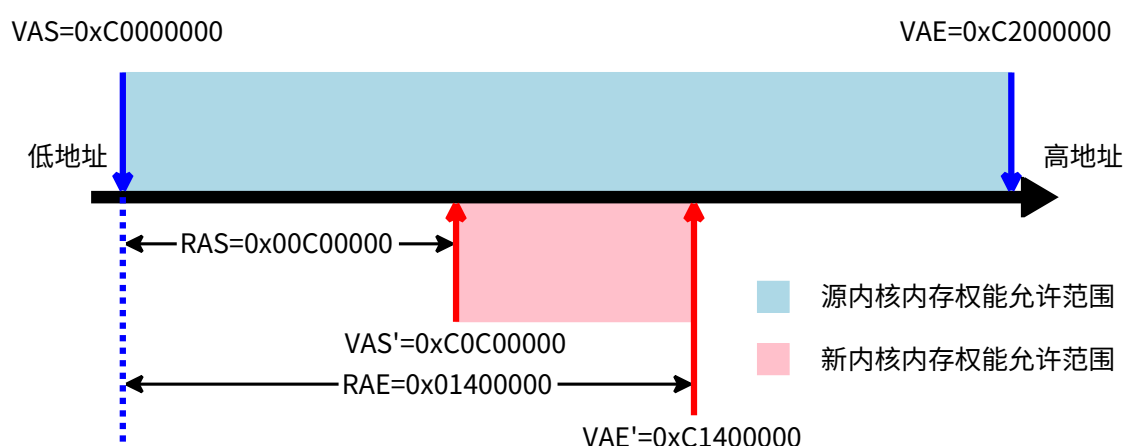 VAS=0xC0000000
VAE=0xC2000000
低地址
高地址
RAS=0x00C00000
源内核内存权能允许范围
VAS'=0xC0C00000
新内核内存权能允许范围
RAE=0x01400000
VAE'=0xC1400000